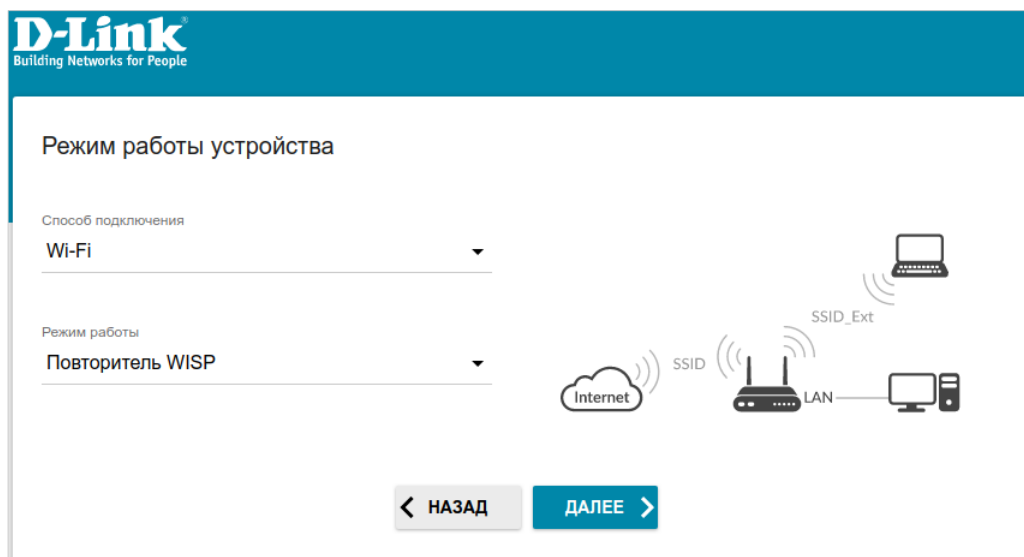 D-Link®
Building Networks for People
Режим работы устройства
Способ подключения
Wi-Fi
Режим работы
Повторитель WISP
SSID_Ext
SSID
Internet
LAN
НАЗАД
ДАЛЕЕ